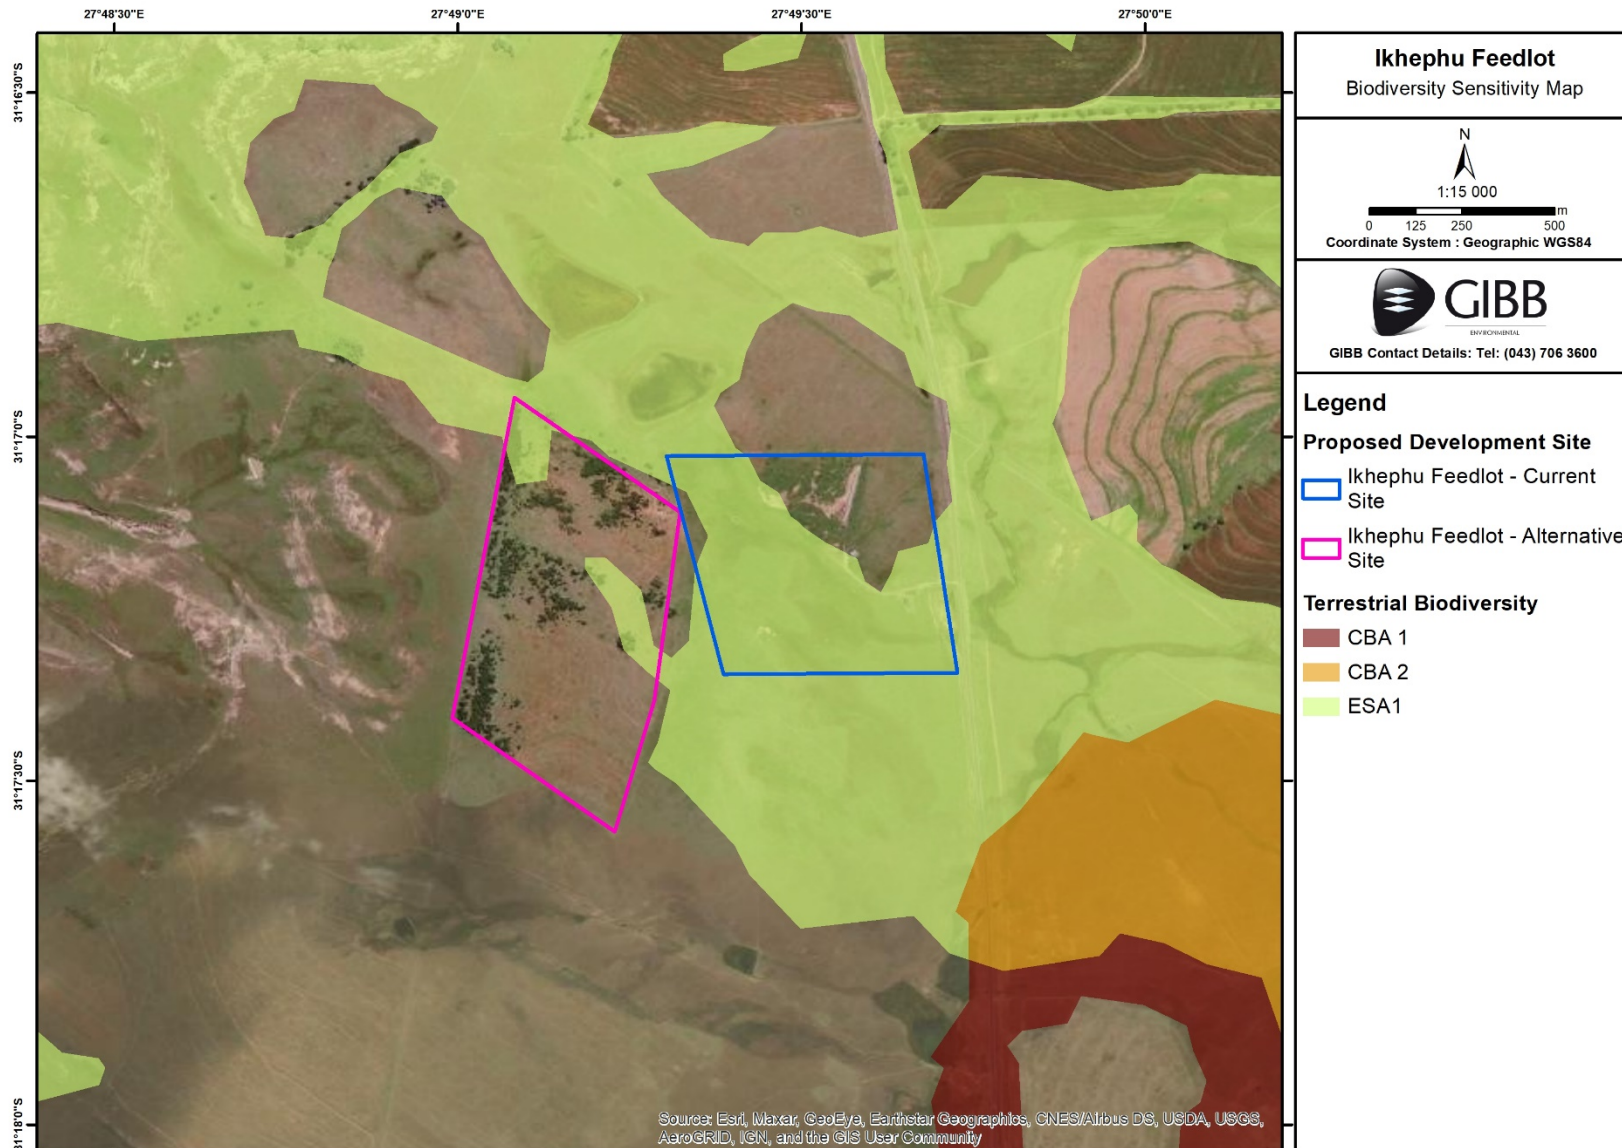 27°48'30"E 27°49'0"E 27°49'30"E 27°50'0"E
31°16'30"S
31°17'0"S
31°17'30"S
31°18'0"S
Source: Esri, Maxar, GeoEye, Earthstar Geographics, CNES/Airbus DS, USDA, USGS,
AeroGRID, IGN, and the GIS User Community
Ikhephu Feedlot
Biodiversity Sensitivity Map
N
1:15 000
m
0 125 250 500
Coordinate System : Geographic WGS84
GIBB
ENVIRONMENTAL
GIBB Contact Details: Tel: (043) 706 3600
Legend
Proposed Development Site
Ikhephu Feedlot - Current
Site
Ikhephu Feedlot - Alternative
Site
Terrestrial Biodiversity
CBA 1
CBA 2
ESA1